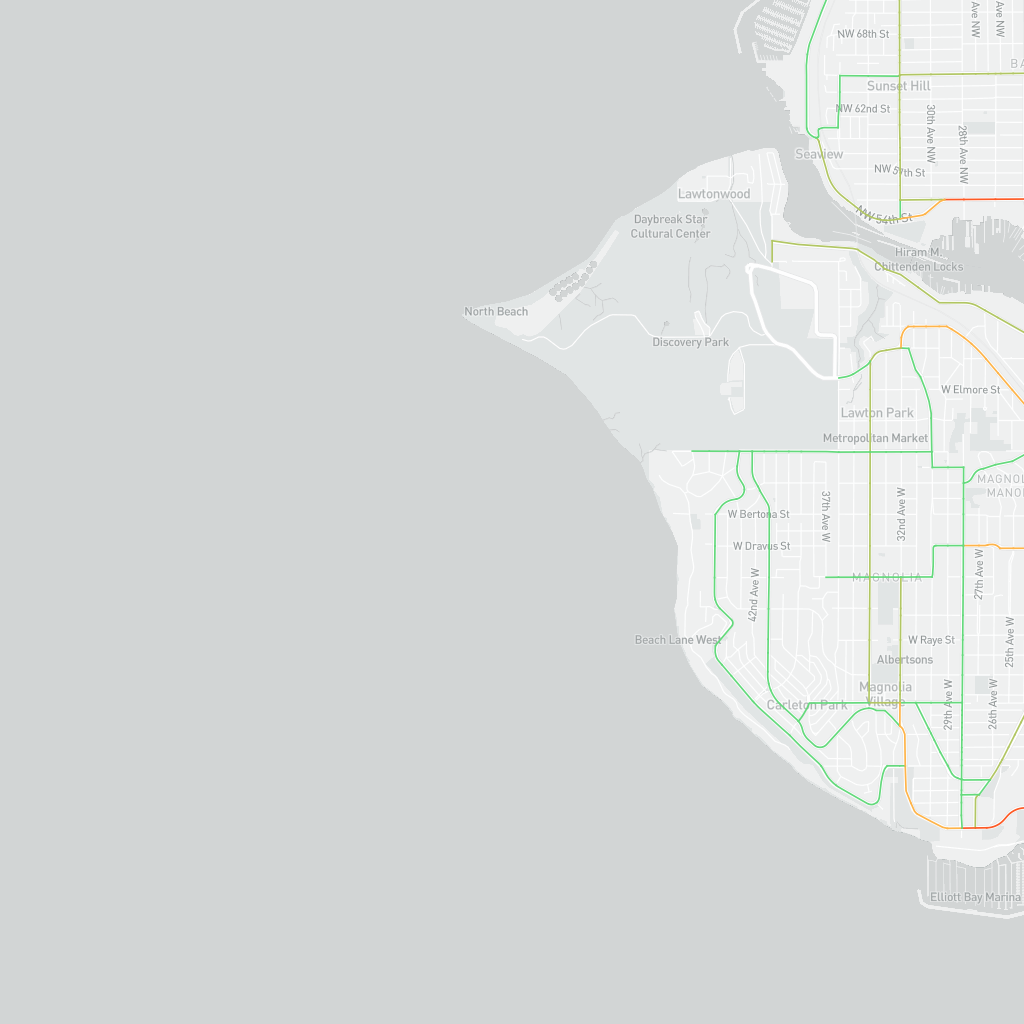 Ave NW
Ave NW
NW 68th St
BA
Sunset Hill
NW 62nd St
30th Ave NW
28th Ave NW
Seaview
NW 57th St
Lawtonwood
NW 54th St
Daybreak Star
Cultural Center
Hiram M.
Chittenden Locks
North Beach
Discovery Park
W Elmore St
Lawton Park
Metropolitan Market
MAGNOL
MANO
37th Ave W
32nd Ave W
W Bertona St
W Dravus St
MAGNOLIA
27th Ave W
42nd Ave W
Beach Lane West
W Raye St
25th Ave W
Albertsons
Magnolia
Village
Carleton Park
29th Ave W
26th Ave W
Elliott Bay Marina